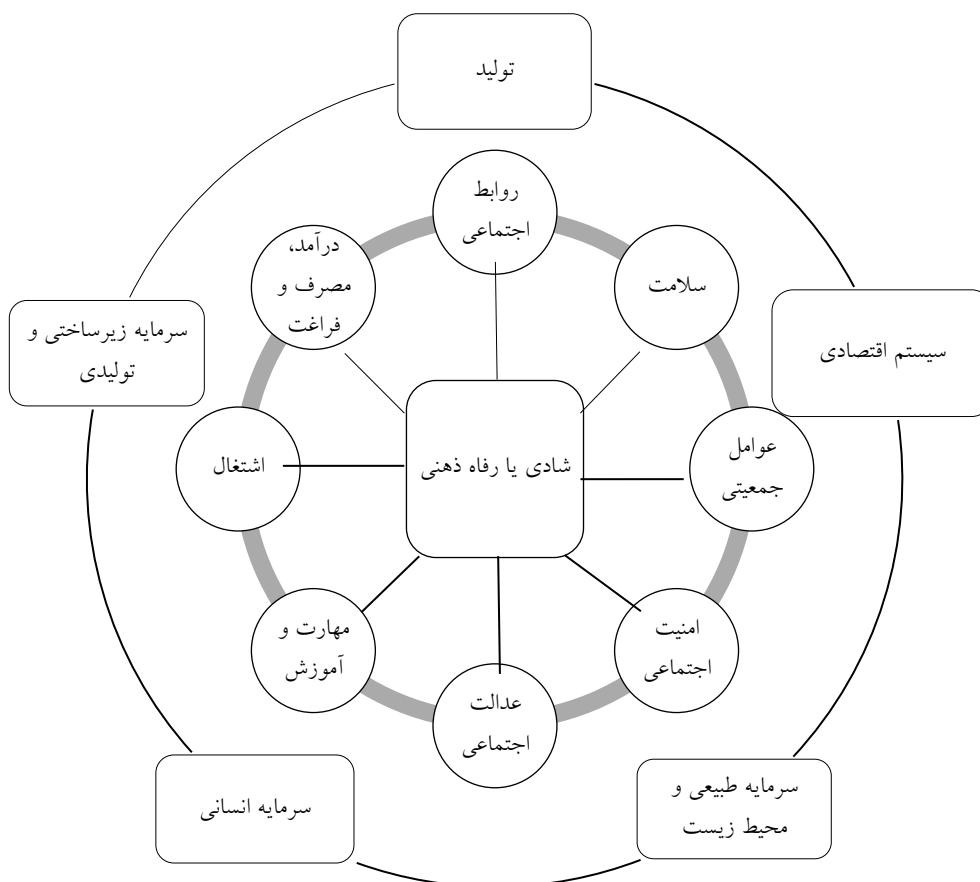 تولید
روابط
اجتماعی
درآمد،
مصرف و
فراغت
سلامت
سرمایه زیرساختی و
تولیدی
سیستم اقتصادی
شادی یا رفاه ذهنی
اشتغال
عوامل
جمعیتی
مهارت و
آموزش
امنیت
اجتماعی
عدالت
اجتماعی
سرمایه انسانی
سرمایه طبیعی و
محیط زیست